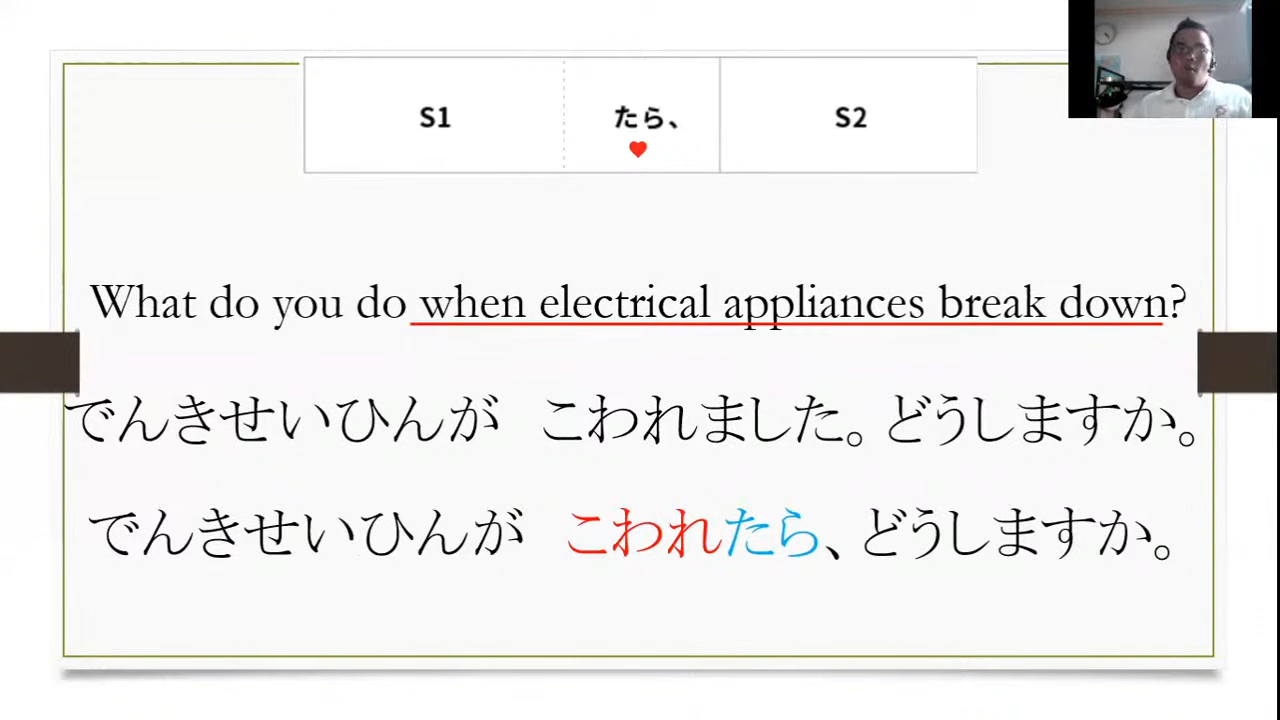 S1 たら、 S2
What do you do when electrical appliances break down?
でんきせいひんが こわれました。どうしますか。
でんきせいひんが こわれたら、どうしますか。